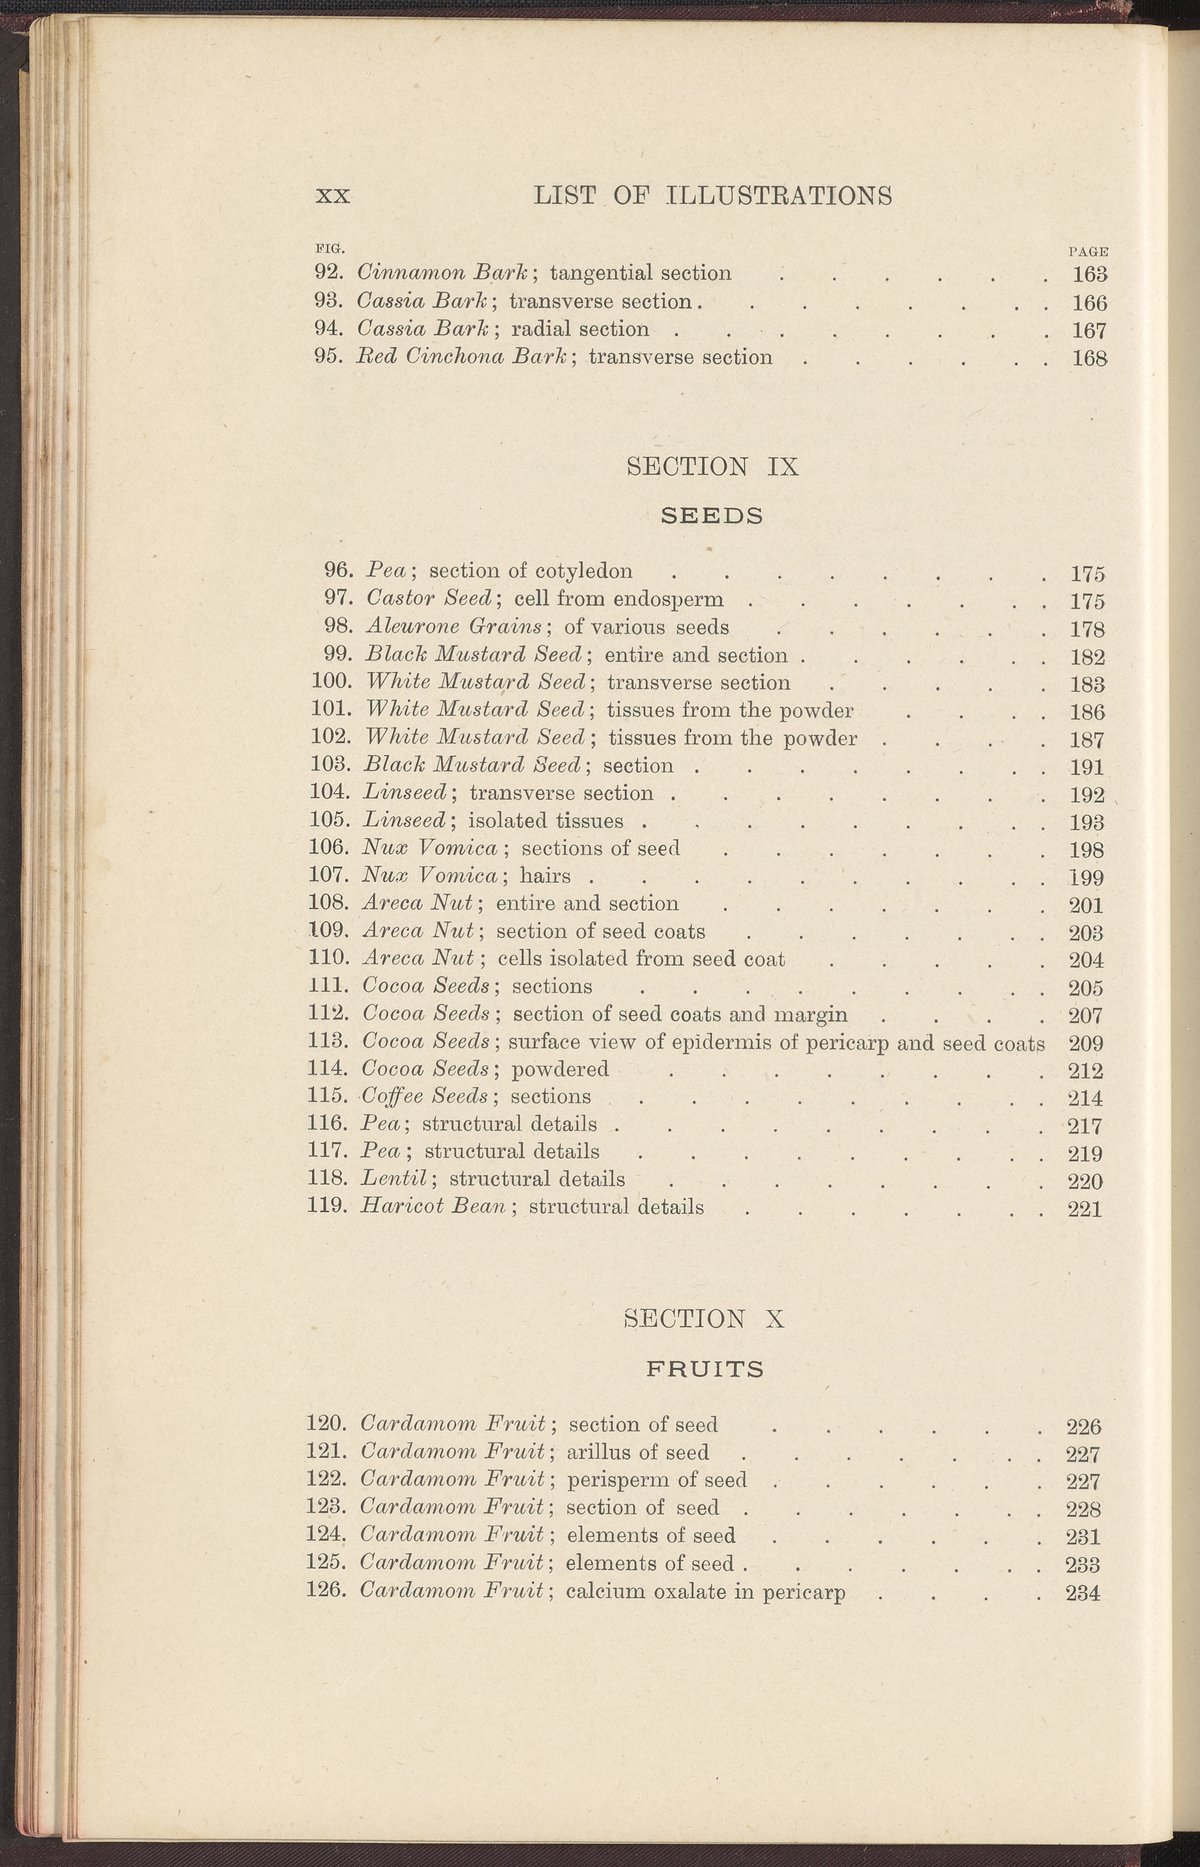 xx LIST OF ILLUSTRATIONS
FIG. PAGE
92. Cinnamon Bark; tangential section . . . . . . 163
93. Cassia Bark; transverse section . . . . . . . . 166
94. Cassia Bark; radial section . . . . . . . . 167
95. Red Cinchona Bark; transverse section . . . . . . 168
SECTION IX
SEEDS
96. Pea; section of cotyledon . . . . . . . . 175
97. Castor Seed; cell from endosperm . . . . . . . 175
98. Aleurone Grains; of various seeds . . . . . . 178
99. Black Mustard Seed; entire and section . . . . . . 182
100. White Mustard Seed; transverse section . . . . . 183
101. White Mustard Seed; tissues from the powder . . . . 186
102. White Mustard Seed; tissues from the powder . . . . 187
103. Black Mustard Seed; section . . . . . . . . 191
104. Linseed; transverse section . . . . . . . . 192
105. Linseed; isolated tissues . . . . . . . . . 193
106. Nux Vomica; sections of seed . . . . . . . 198
107. Nux Vomica; hairs . . . . . . . . . . 199
108. Areca Nut; entire and section . . . . . . . 201
109. Areca Nut; section of seed coats . . . . . . . 203
110. Areca Nut; cells isolated from seed coat . . . . . 204
111. Cocoa Seeds; sections . . . . . . . . . 205
112. Cocoa Seeds; section of seed coats and margin . . . . 207
113. Cocoa Seeds; surface view of epidermis of pericarp and seed coats 209
114. Cocoa Seeds; powdered . . . . . . . . 212
115. Coffee Seeds; sections . . . . . . . . . 214
116. Pea; structural details . . . . . . . . . 217
117. Pea; structural details . . . . . . . . . 219
118. Lentil; structural details . . . . . . . . 220
119. Haricot Bean; structural details . . . . . . . 221
SECTION X
FRUITS
120. Cardamom Fruit; section of seed . . . . . . 226
121. Cardamom Fruit; arillus of seed . . . . . . . 227
122. Cardamom Fruit; perisperm of seed . . . . . . 227
123. Cardamom Fruit; section of seed . . . . . . . 228
124. Cardamom Fruit; elements of seed . . . . . . 231
125. Cardamom Fruit; elements of seed . . . . . . . 233
126. Cardamom Fruit; calcium oxalate in pericarp . . . . 234